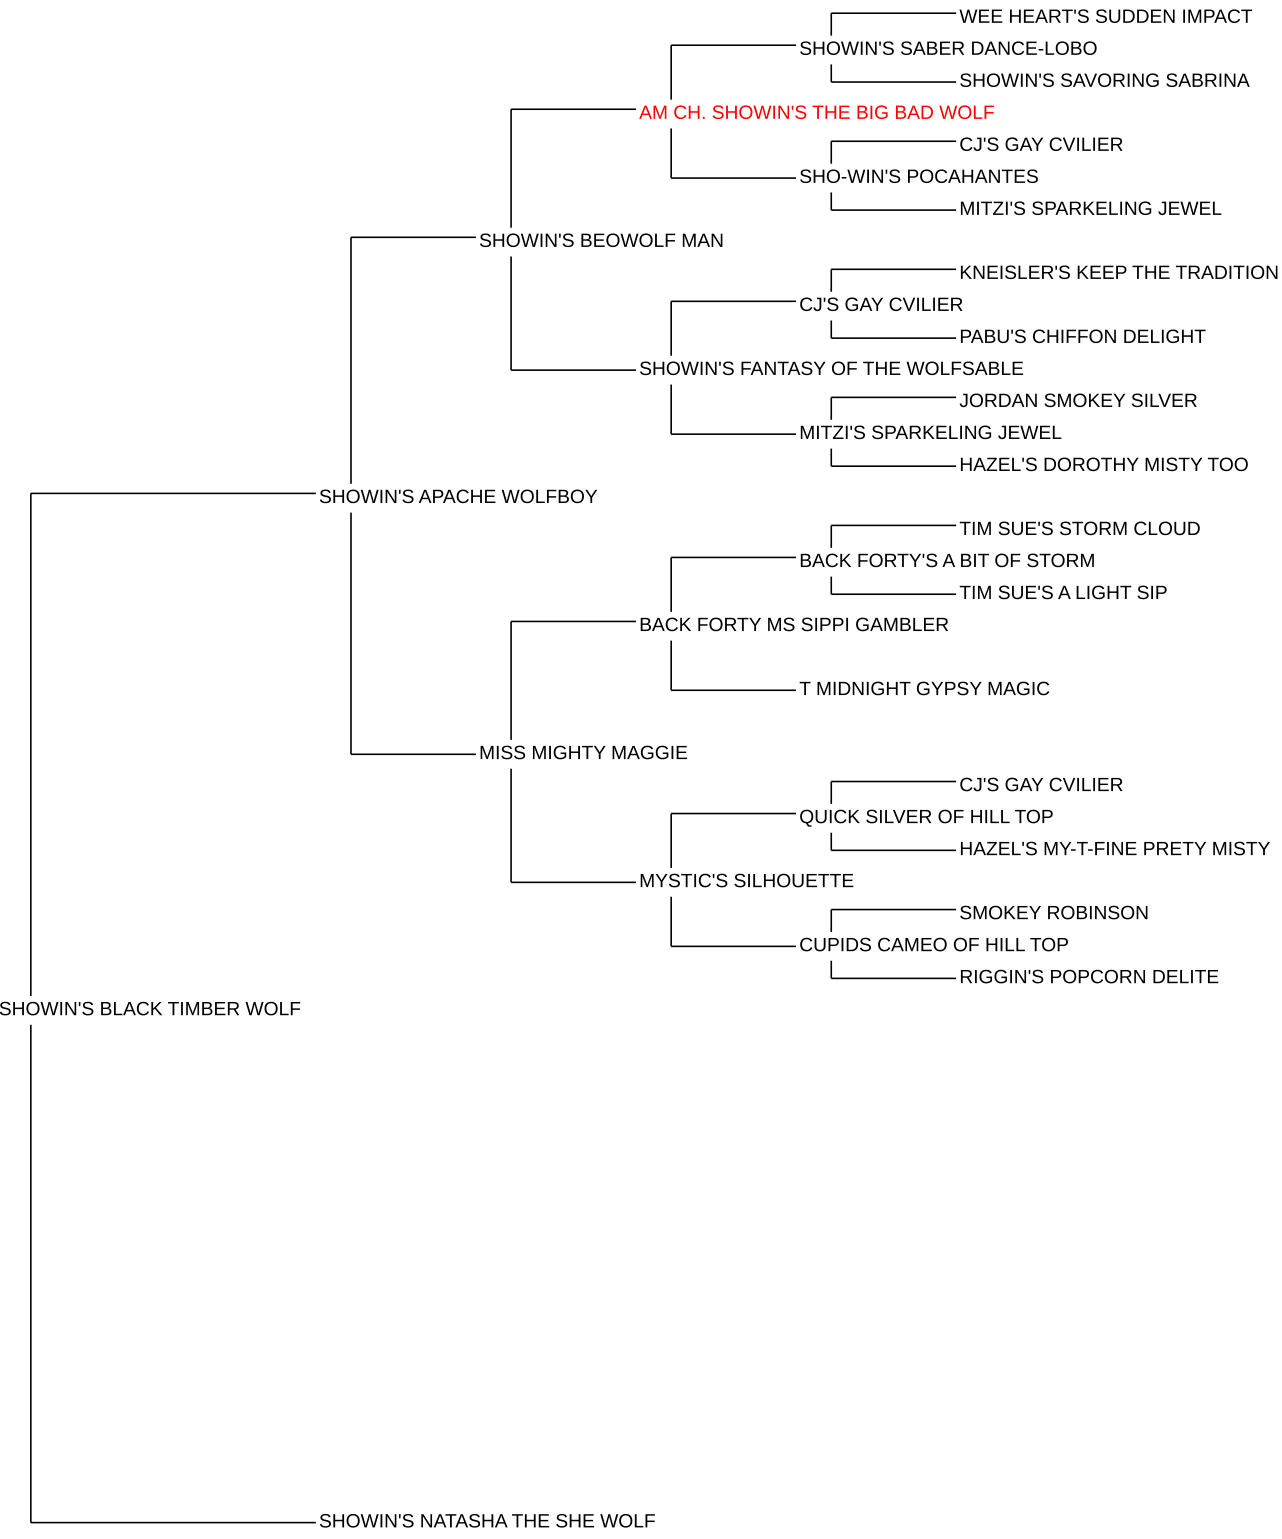 WEE HEART'S SUDDEN IMPACT
SHOWIN'S SABER DANCE-LOBO
SHOWIN'S SAVORING SABRINA
AM CH. SHOWIN'S THE BIG BAD WOLF
CJ'S GAY CVILIER
SHO-WIN'S POCAHANTES
MITZI'S SPARKELING JEWEL
SHOWIN'S BEOWOLF MAN
KNEISLER'S KEEP THE TRADITION
CJ'S GAY CVILIER
PABU'S CHIFFON DELIGHT
SHOWIN'S FANTASY OF THE WOLFSABLE
JORDAN SMOKEY SILVER
MITZI'S SPARKELING JEWEL
HAZEL'S DOROTHY MISTY TOO
SHOWIN'S APACHE WOLFBOY
TIM SUE'S STORM CLOUD
BACK FORTY'S A BIT OF STORM
TIM SUE'S A LIGHT SIP
BACK FORTY MS SIPPI GAMBLER
T MIDNIGHT GYPSY MAGIC
MISS MIGHTY MAGGIE
CJ'S GAY CVILIER
QUICK SILVER OF HILL TOP
HAZEL'S MY-T-FINE PRETY MISTY
MYSTIC'S SILHOUETTE
SMOKEY ROBINSON
CUPIDS CAMEO OF HILL TOP
RIGGIN'S POPCORN DELITE
SHOWIN'S BLACK TIMBER WOLF
SHOWIN'S NATASHA THE SHE WOLF